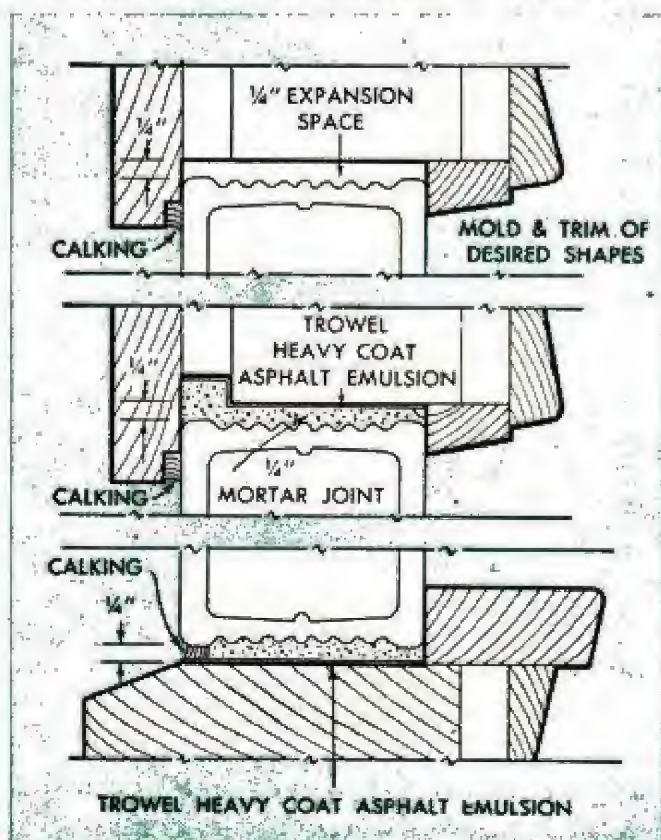 ¼" EXPANSION
SPACE
¼"
CALKING
MOLD & TRIM OF
DESIRED SHAPES
TROWEL
HEAVY COAT
ASPHALT EMULSION
¼"
¼"
MORTAR JOINT
CALKING
CALKING
¼"
TROWEL HEAVY COAT ASPHALT EMULSION